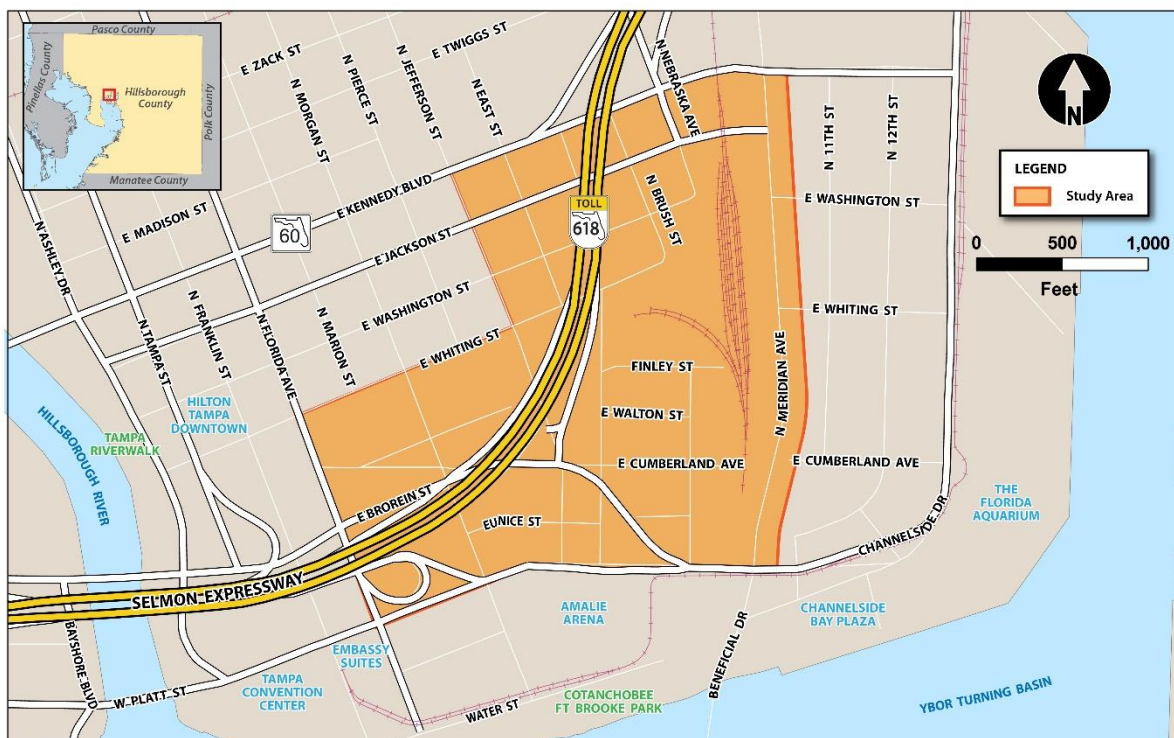 Pasco County
Pinellas County
Hillsborough
County
Polk County
Manatee County
E ZACK ST
E TWIGGS ST
N MORGAN ST
N PIERCE ST
N JEFFERSON ST
N EAST ST
N NEBRASKA AVE
N 11TH ST
N 12TH ST
N
LEGEND
Study Area
0 500 1,000
Feet
E MADISON ST
E KENNEDY BLVD
60
TOLL
618
N BRUSH ST
E WASHINGTON ST
N ASHLEY DR
E JACKSON ST
E WASHINGTON ST
E WHITING ST
N TAMPA ST
N FRANKLIN ST
N FLORIDA AVE
N MARION ST
E WHITING ST
FINLEY ST
N MERIDIAN AVE
HILTON
TAMPA
DOWNTOWN
TAMPA
RIVERWALK
HILLSBOROUGH RIVER
E WALTON ST
E CUMBERLAND AVE
E CUMBERLAND AVE
E BROREIN ST
EUNICE ST
CHANNELSIDE DR
THE
FLORIDA
AQUARIUM
SELMON EXPRESSWAY
BAYSHORE BLVD
W PLATT ST
EMBASSY
SUITES
TAMPA
CONVENTION
CENTER
AMALIE
ARENA
CHANNELSIDE
BAY PLAZA
BENEFICIAL DR
COTANCHOBEE
FT BROOKE PARK
WATER ST
YBOR TURNING BASIN